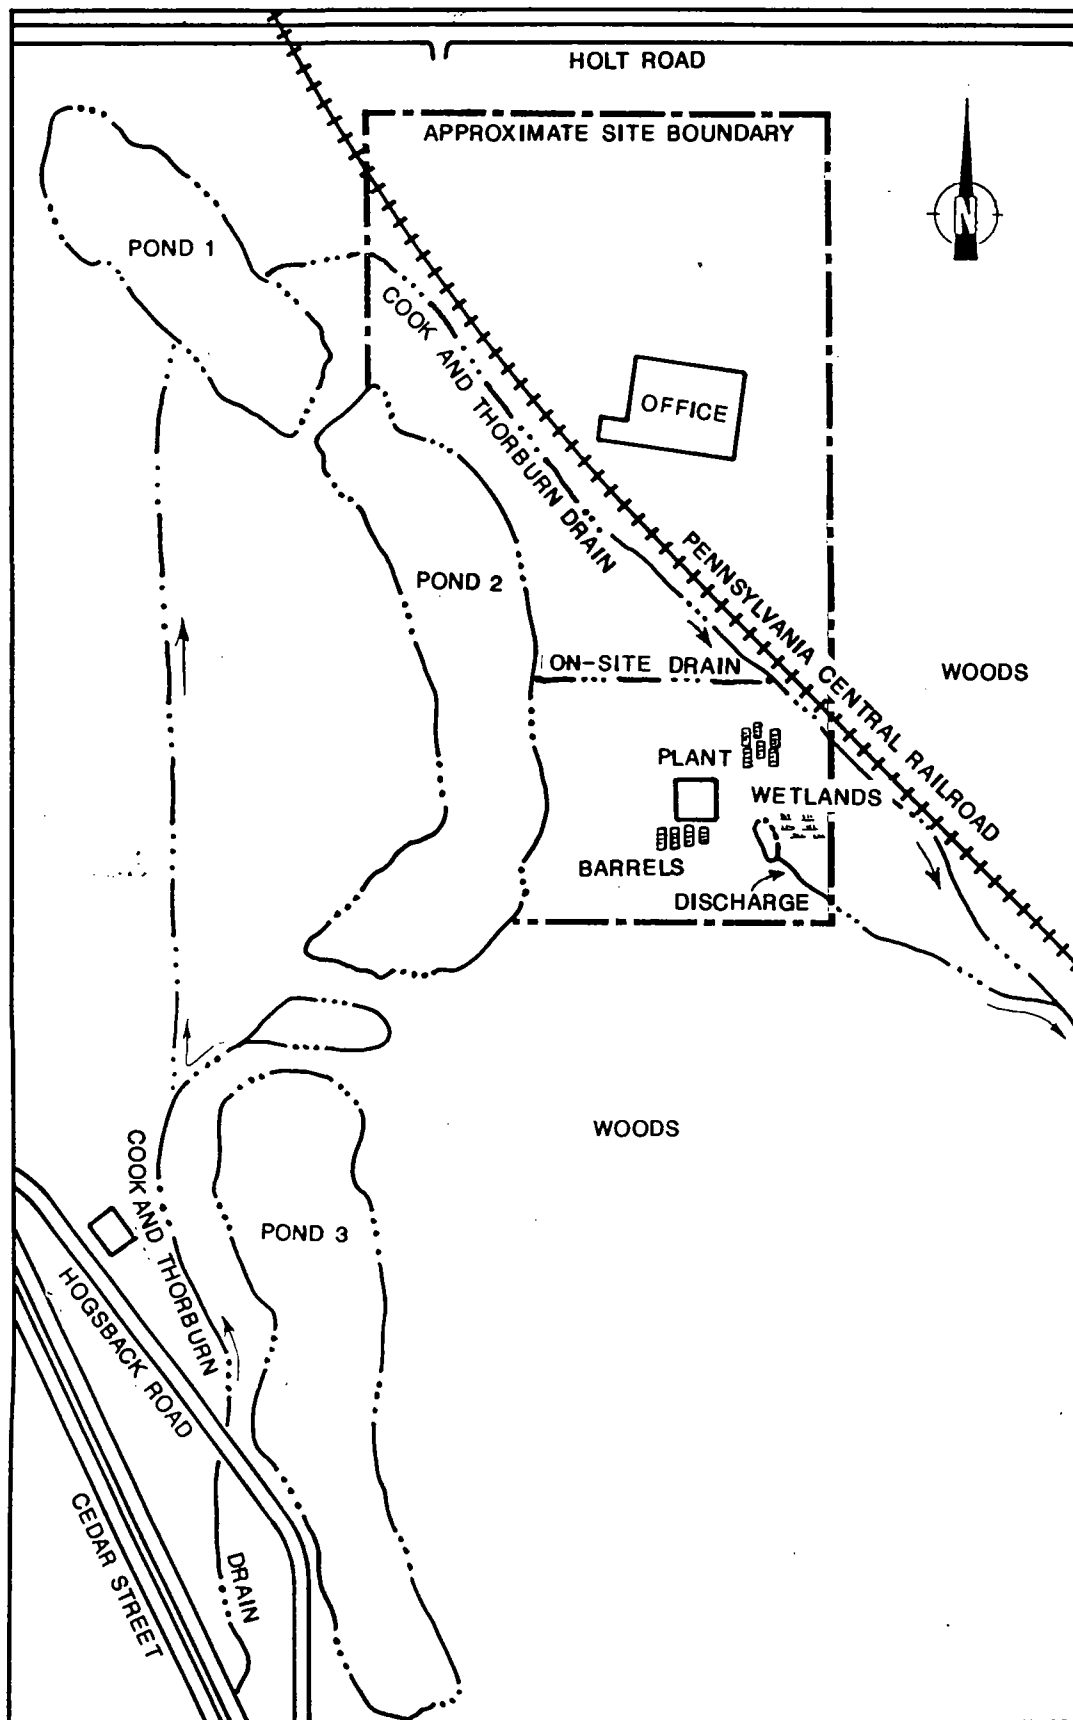 HOLT ROAD
APPROXIMATE SITE BOUNDARY
N
POND 1
COOK AND THORBURN DRAIN
OFFICE
POND 2
PENNSYLVANIA CENTRAL RAILROAD
ON-SITE DRAIN
WOODS
PLANT
WETLANDS
BARRELS
DISCHARGE
WOODS
COOK AND THORBURN
POND 3
HOGSBACK ROAD
CEDAR STREET
DRAIN